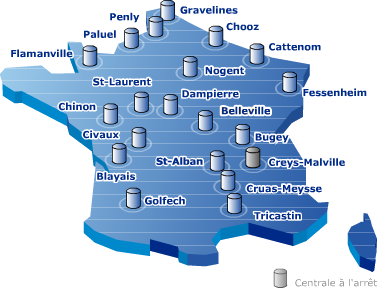 Gravelines
Penly
Chooz
Paluel
Cattenom
Flamanville
Nogent
St-Laurent
Dampierre
Fessenheim
Chinon
Belleville
Civaux
Bugey
St-Alban
Creys-Malville
Blayais
Cruas-Meysse
Golfech
Tricastin
Centrale à l'arrêt